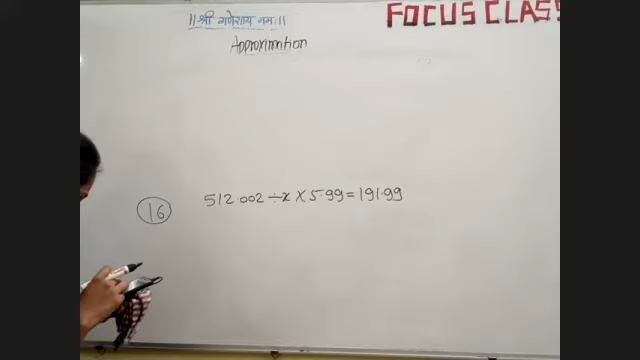 ॥ श्री गणेशाय नमः ॥
FOCUS CLASS
Approximation
16
512.002 ÷ x × 5.99 = 191.99